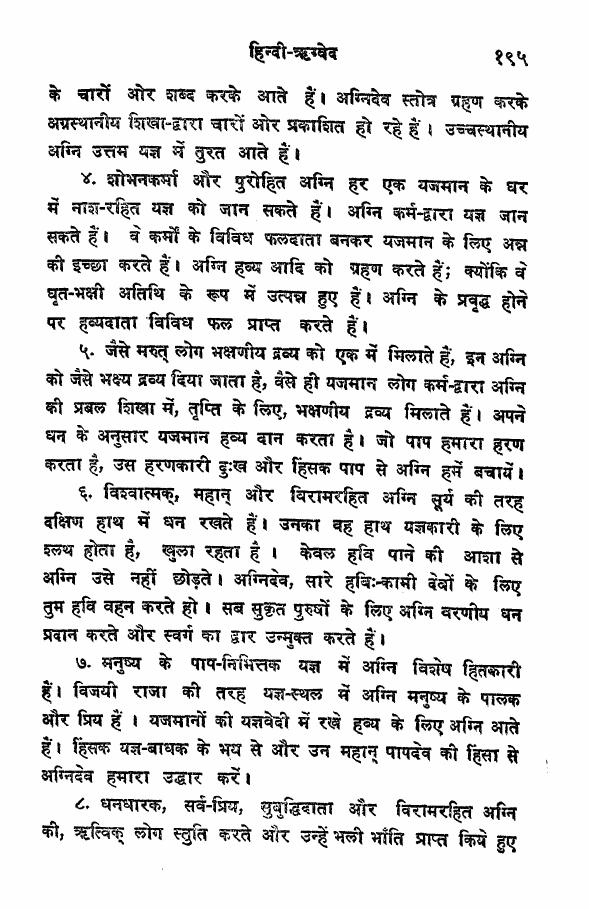 हिन्दी-ऋग्वेद १९५
के चारों ओर शब्द करके आते हैं। अग्निदेव स्तोत्र ग्रहण करके
अग्रस्थानीय शिखा-द्वारा चारों ओर प्रकाशित हो रहे हैं। उच्चस्थानीय
अग्नि उत्तम यज्ञ में तुरत आते हैं।
४. शोभनकर्मा और पुरोहित अग्नि हर एक यजमान के घर
में नाश-रहित यज्ञ को जान सकते हैं। अग्नि कर्म-द्वारा यज्ञ जान
सकते हैं। वे कर्मों के विविध फलदाता बनकर यजमान के लिए अन्न
की इच्छा करते हैं। अग्नि हव्य आदि को ग्रहण करते हैं; क्योंकि वे
घृत-भक्षी अतिथि के रूप में उत्पन्न हुए हैं। अग्नि के प्रवृद्ध होने
पर हव्यदाता विविध फल प्राप्त करते हैं।
५. जैसे मरुत् लोग भक्षणीय द्रव्य को एक में मिलाते हैं, इन अग्नि
को जैसे भक्ष्य द्रव्य दिया जाता है, वैसे ही यजमान लोग कर्म-द्वारा अग्नि
की प्रबल शिखा में, तृप्ति के लिए, भक्षणीय द्रव्य मिलाते हैं। अपने
धन के अनुसार यजमान हव्य दान करता है। जो पाप हमारा हरण
करता है, उस हरणकारी दुःख और हिंसक पाप से अग्नि हमें बचायें।
६. विश्वात्मक, महान् और विरामरहित अग्नि सूर्य की तरह
दक्षिण हाथ में धन रखते हैं। उनका वह हाथ यज्ञकारी के लिए
श्लथ होता है, खुला रहता है। केवल हवि पाने की आशा से
अग्नि उसे नहीं छोड़ते। अग्निदेव, सारे हविः-कामी देवों के लिए
तुम हवि वहन करते हो। सब सुकृत पुरुषों के लिए अग्नि वरणीय धन
प्रदान करते और स्वर्ग का द्वार उन्मुक्त करते हैं।
७. मनुष्य के पाप-निमित्तक यज्ञ में अग्नि विशेष हितकारी
हैं। विजयी राजा की तरह यज्ञ-स्थल में अग्नि मनुष्य के पालक
और प्रिय हैं। यजमानों की यज्ञवेदी में रखे हव्य के लिए अग्नि आते
हैं। हिंसक यज्ञ-बाधक के भय से और उन महान् पापदेव की हिंसा से
अग्निदेव हमारा उद्धार करें।
८. धनधारक, सर्व-प्रिय, सुबुद्धिदाता और विरामरहित अग्नि
की, ऋत्विक् लोग स्तुति करते और उन्हें भली भाँति प्राप्त किये हुए